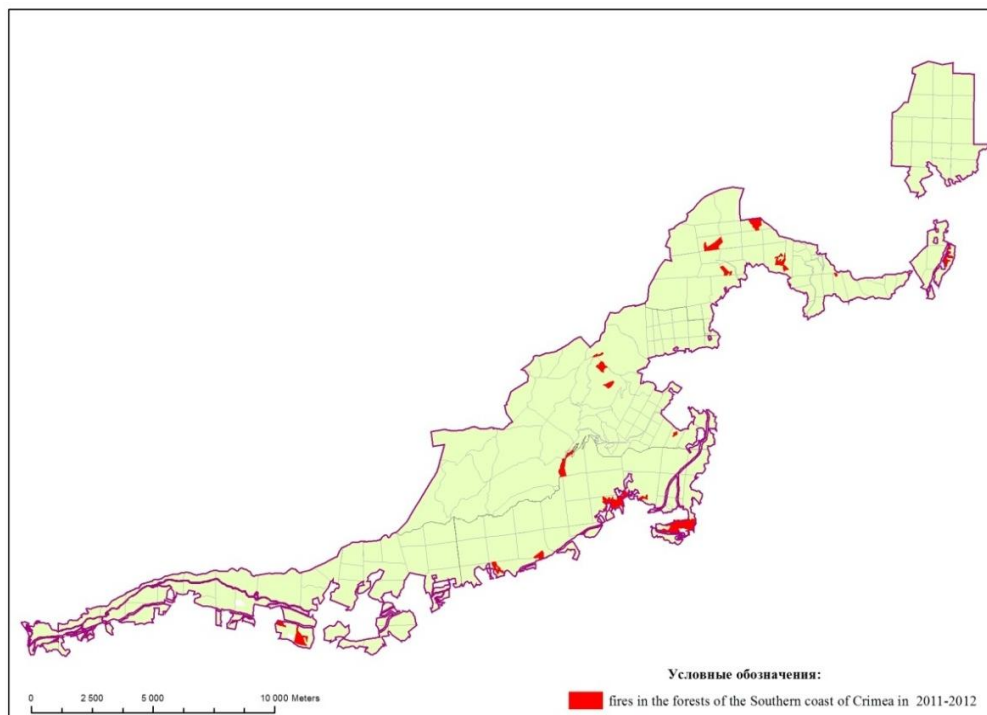 0 2 500 5 000 10 000 Meters
Условные обозначения:
fires in the forests of the Southern coast of Crimea in 2011-2012